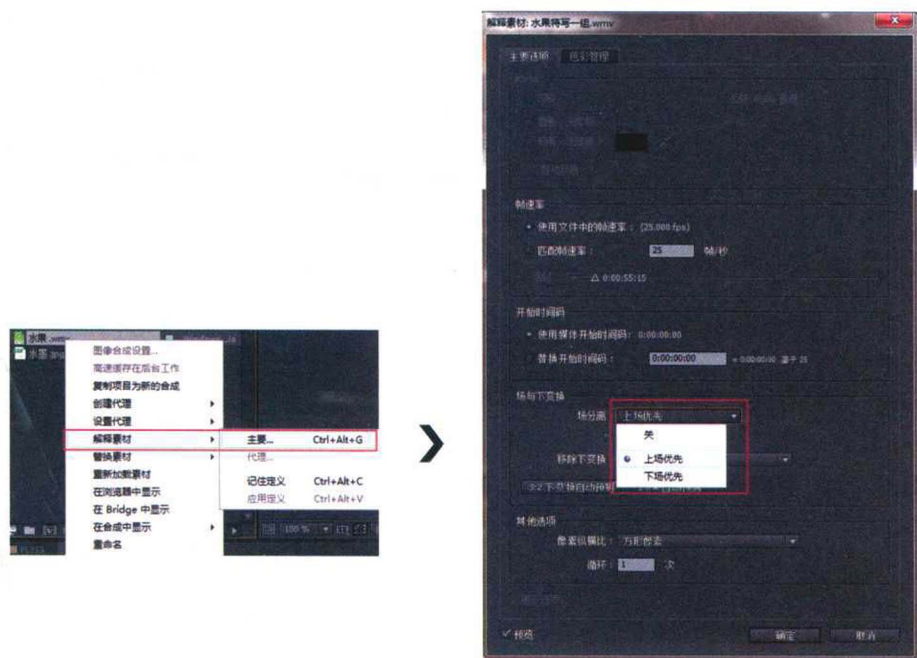 水果.wmv
水墨.jpg
图像合成设置...
高速缓存在后台工作
复制项目为新的合成
创建代理
设置代理
解释素材
替换素材
重新加载素材
在浏览器中显示
在 Bridge 中显示
在合成中显示
重命名
主要... Ctrl+Alt+G
代理...
记住定义 Ctrl+Alt+C
应用定义 Ctrl+Alt+V
100 %
解释素材: 水果特写一组.wmv
主要选项 色彩管理
帧速率
使用文件中的帧速率: (25.000 fps)
匹配帧速率: 25 帧/秒
△ 0:00:55:15
开始时间码
使用媒体开始时间码: 0:00:00:00
替换开始时间码: 0:00:00:00 = 0:00:00:00 基于 25
场与下变换
场分离: 上场优先
关
上场优先
下场优先
移除下变换
其他选项
像素纵横比: 方形像素
循环: 1 次
预览 确定 取消